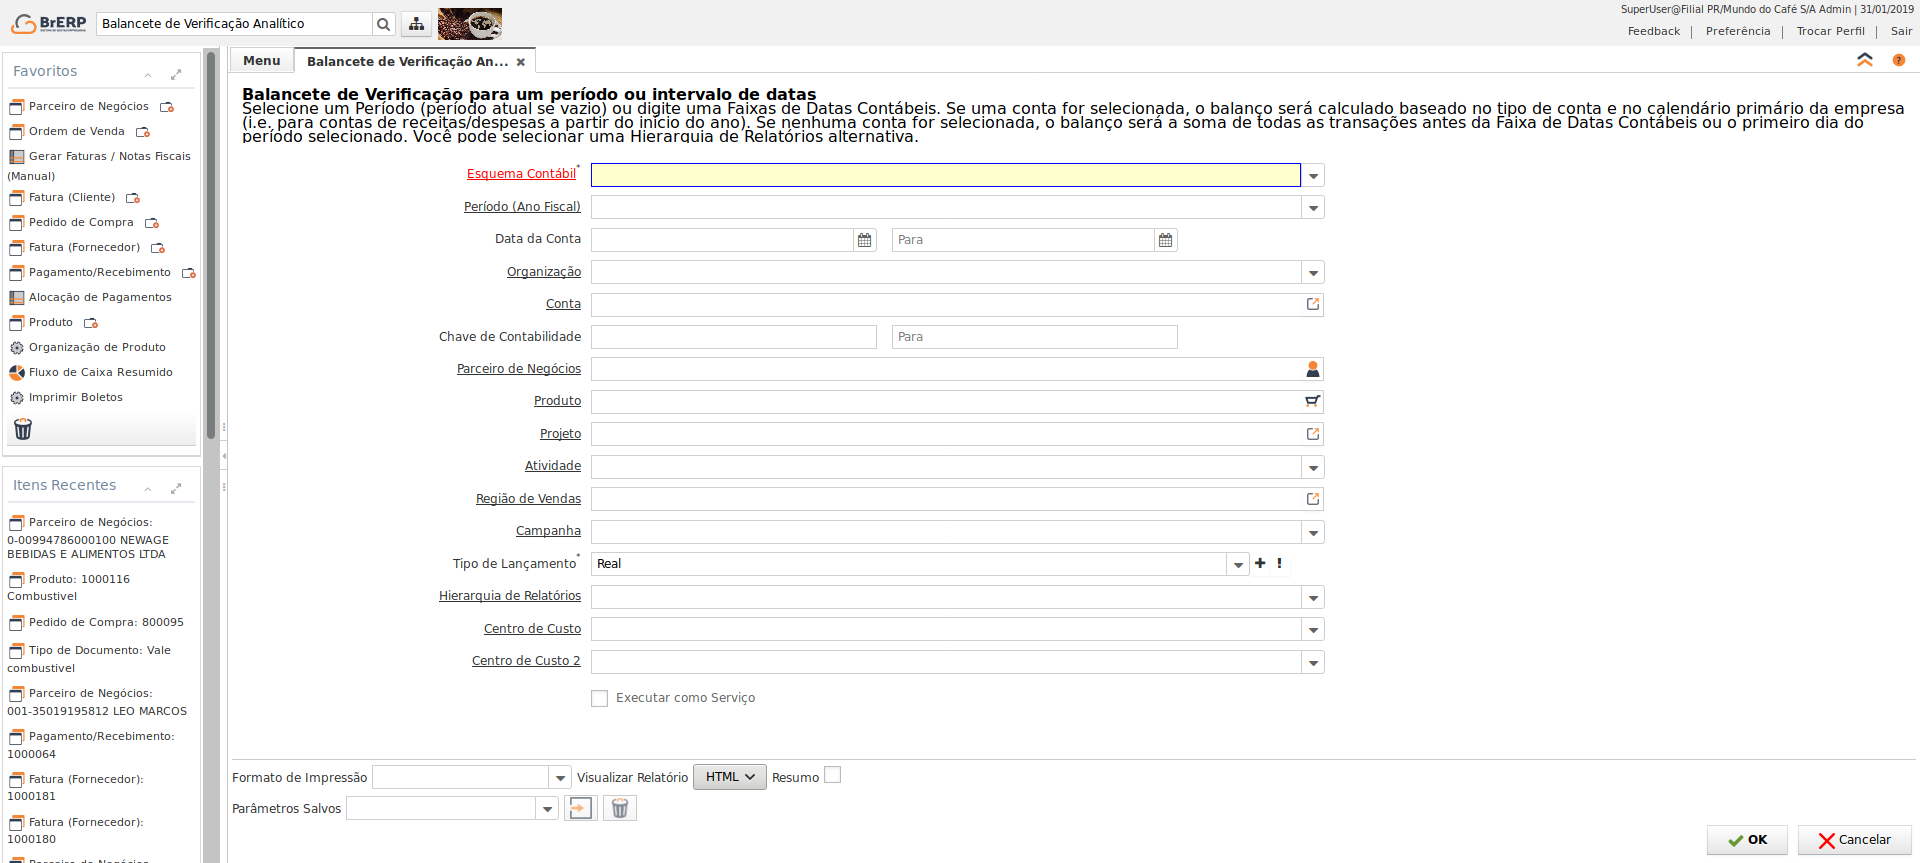 BrERP
Balancete de Verificação Analítico
SuperUser@Filial PR/Mundo do Café S/A Admin | 31/01/2019
Feedback | Preferência | Trocar Perfil | Sair
Favoritos
Parceiro de Negócios
Ordem de Venda
Gerar Faturas / Notas Fiscais
(Manual)
Fatura (Cliente)
Pedido de Compra
Fatura (Fornecedor)
Pagamento/Recebimento
Alocação de Pagamentos
Produto
Organização de Produto
Fluxo de Caixa Resumido
Imprimir Boletos
Itens Recentes
Parceiro de Negócios:
0-00994786000100 NEWAGE
BEBIDAS E ALIMENTOS LTDA
Produto: 1000116
Combustivel
Pedido de Compra: 800095
Tipo de Documento: Vale
combustivel
Parceiro de Negócios:
001-35019195812 LEO MARCOS
Pagamento/Recebimento:
1000064
Fatura (Fornecedor):
1000181
Fatura (Fornecedor):
1000180
Parceiro de Negócios
Menu
Balancete de Verificação An...
Balancete de Verificação para um período ou intervalo de datas
Selecione um Período (período atual se vazio) ou digite uma Faixas de Datas Contábeis. Se uma conta for selecionada, o balanço será calculado baseado no tipo de conta e no calendário primário da empresa
(i.e. para contas de receitas/despesas a partir do início do ano). Se nenhuma conta for selecionada, o balanço será a soma de todas as transações antes da Faixa de Datas Contábeis ou o primeiro dia do
período selecionado. Você pode selecionar uma Hierarquia de Relatórios alternativa.
Esquema Contábil*
Período (Ano Fiscal)
Data da Conta Para
Organização
Conta
Chave de Contabilidade Para
Parceiro de Negócios
Produto
Projeto
Atividade
Região de Vendas
Campanha
Tipo de Lançamento* Real
Hierarquia de Relatórios
Centro de Custo
Centro de Custo 2
Executar como Serviço
Formato de Impressão Visualizar Relatório HTML Resumo
Parâmetros Salvos
OK Cancelar